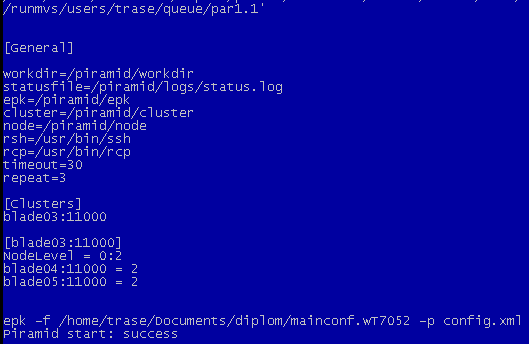 /runmvs/users/trase/queue/par1.1'
[General]
workdir=/piramid/workdir
statusfile=/piramid/logs/status.log
epk=/piramid/epk
cluster=/piramid/cluster
node=/piramid/node
rsh=/usr/bin/ssh
rcp=/usr/bin/rcp
timeout=30
repeat=3
[Clusters]
blade03:11000
[blade03:11000]
NodeLevel = 0:2
blade04:11000 = 2
blade05:11000 = 2
epk -f /home/trase/Documents/diplom/mainconf.wT7052 -p config.xml
Piramid start: success